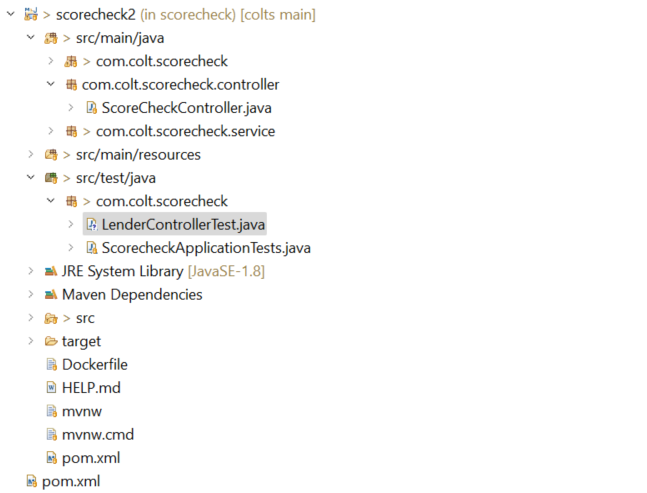 > scorecheck2 (in scorecheck) [colts main]
> src/main/java
> com.colt.scorecheck
com.colt.scorecheck.controller
ScoreCheckController.java
> com.colt.scorecheck.service
> src/main/resources
> src/test/java
> com.colt.scorecheck
LenderControllerTest.java
ScorecheckApplicationTests.java
JRE System Library [JavaSE-1.8]
Maven Dependencies
> src
target
Dockerfile
HELP.md
mvnw
mvnw.cmd
pom.xml
pom.xml